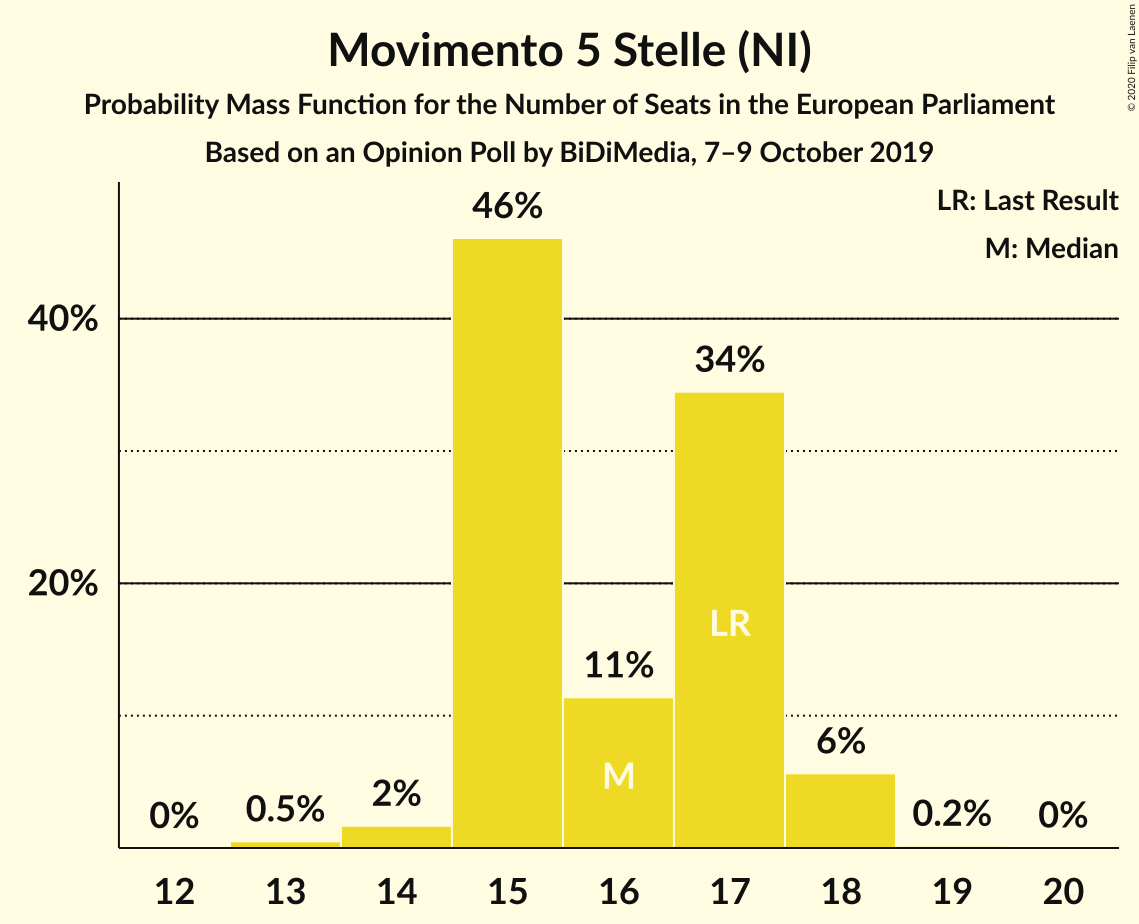 Movimento 5 Stelle (NI)
Probability Mass Function for the Number of Seats in the European Parliament
Based on an Opinion Poll by BiDiMedia, 7–9 October 2019
© 2020 Filip van Laenen
LR: Last Result
M: Median
46%
40%
34%
20%
LR
11%
M
6%
2%
0.5%
0%
0.2%
0%
12 13 14 15 16 17 18 19 20